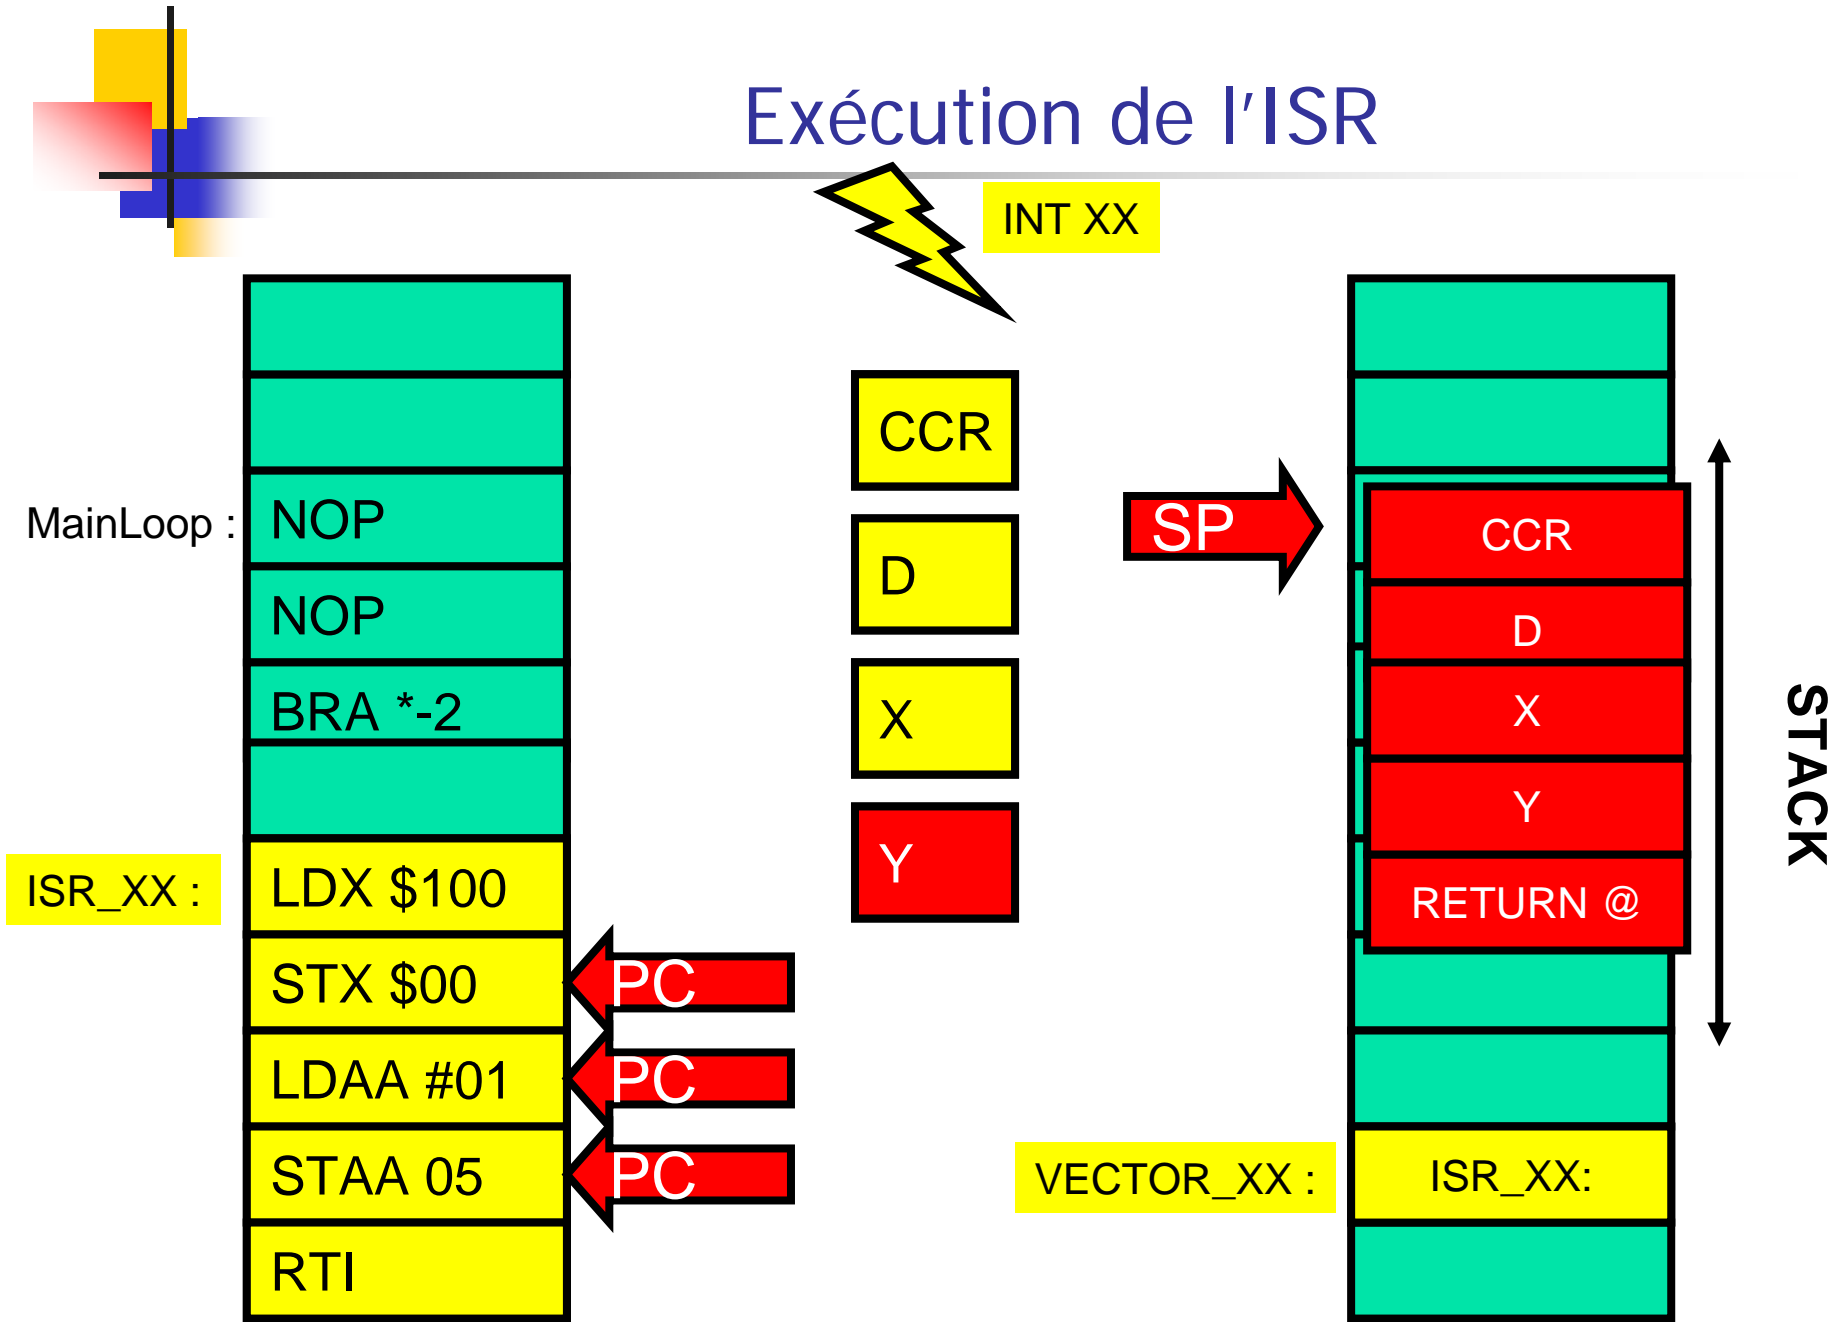 Exécution de l'ISR
INT XX
MainLoop :
NOP
NOP
BRA *-2
ISR_XX :
LDX $100
STX $00
LDAA #01
STAA 05
RTI
PC
PC
PC
CCR
D
X
Y
SP
CCR
D
X
Y
RETURN @
STACK
VECTOR_XX :
ISR_XX: